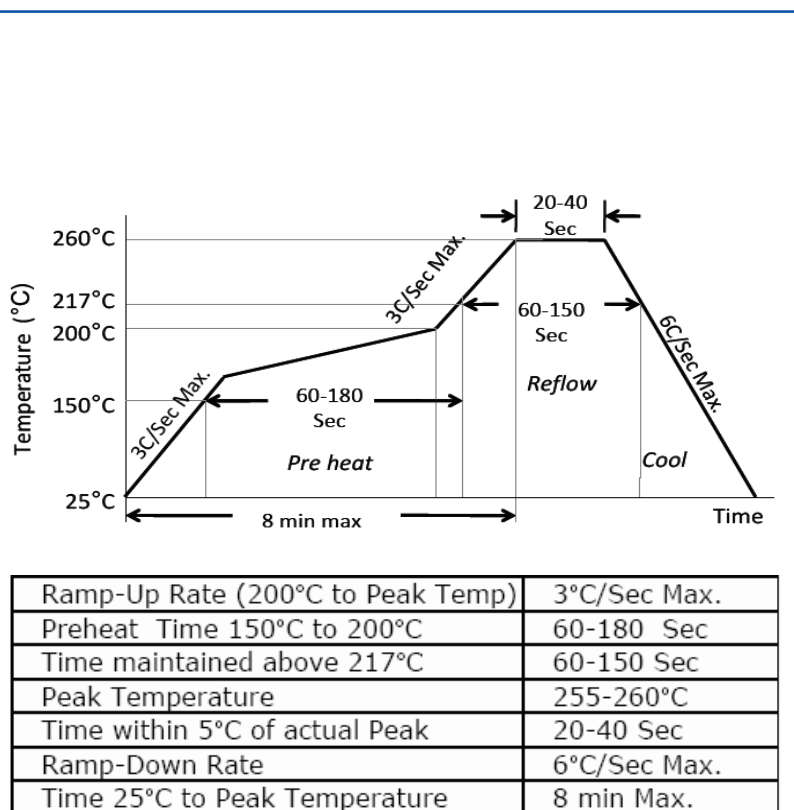 20-40
Sec
260°C
3C/Sec Max.
217°C
60-150
Sec
200°C
6C/Sec Max.
Temperature (°C)
Reflow
3C/Sec Max.
150°C
60-180
Sec
Pre heat
Cool
25°C
8 min max
Time
Ramp-Up Rate (200°C to Peak Temp) 3°C/Sec Max.
Preheat Time 150°C to 200°C 60-180 Sec
Time maintained above 217°C 60-150 Sec
Peak Temperature 255-260°C
Time within 5°C of actual Peak 20-40 Sec
Ramp-Down Rate 6°C/Sec Max.
Time 25°C to Peak Temperature 8 min Max.